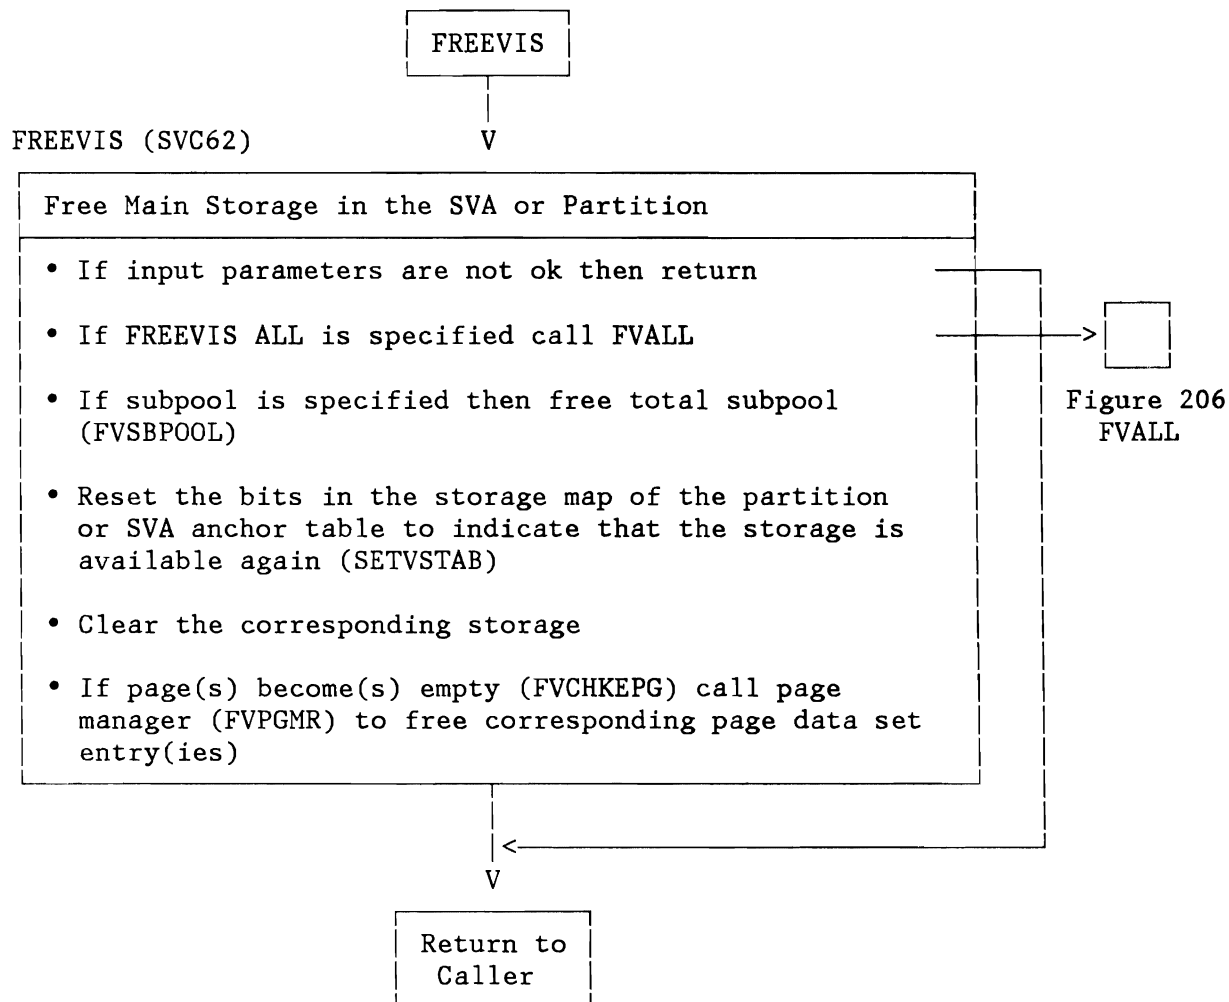 FREEVIS
FREEVIS (SVC62)
V
Free Main Storage in the SVA or Partition
• If input parameters are not ok then return
• If FREEVIS ALL is specified call FVALL
• If subpool is specified then free total subpool
(FVSBPOOL)
Figure 206
FVALL
• Reset the bits in the storage map of the partition
or SVA anchor table to indicate that the storage is
available again (SETVSTAB)
• Clear the corresponding storage
• If page(s) become(s) empty (FVCHKEPG) call page
manager (FVPGMR) to free corresponding page data set
entry(ies)
V
Return to
Caller